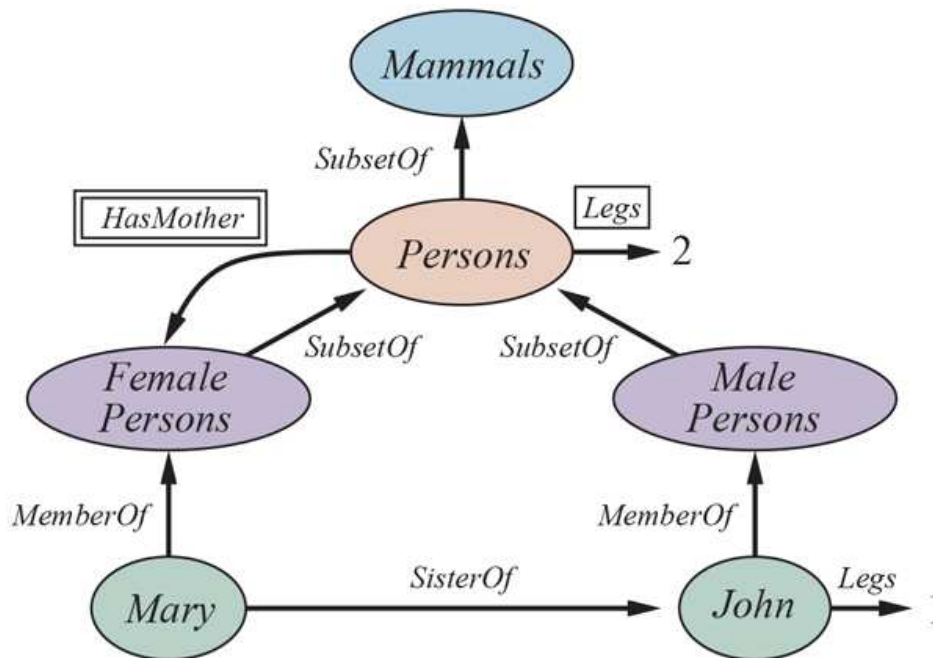 Mammals
SubsetOf
HasMother
Legs
Persons
2
SubsetOf
SubsetOf
Female
Persons
Male
Persons
MemberOf
MemberOf
SisterOf
Legs
Mary
John